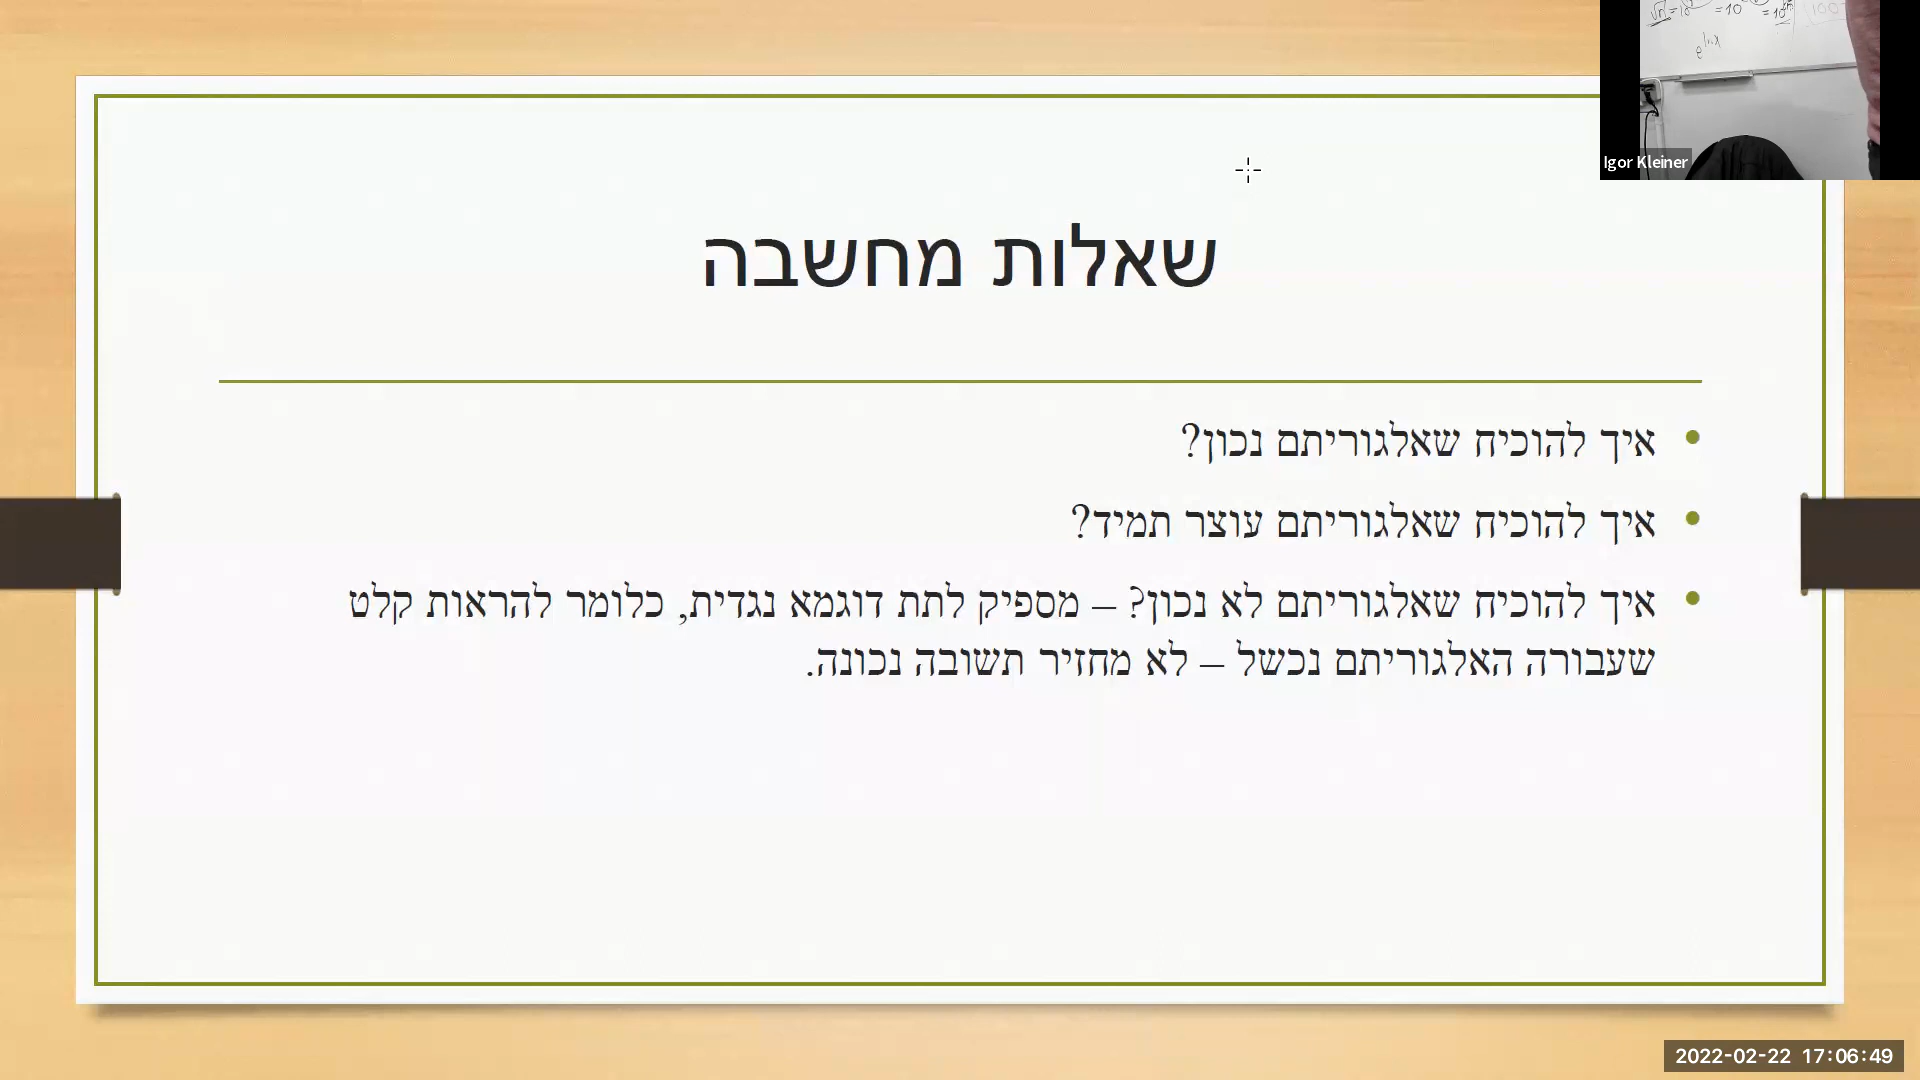 שאלות מחשבה
איך להוכיח שאלגוריתם נכון?
איך להוכיח שאלגוריתם עוצר תמיד?
איך להוכיח שאלגוריתם לא נכון? – מספיק לתת דוגמא נגדית, כלומר להראות קלט
שעבורה האלגוריתם נכשל – לא מחזיר תשובה נכונה.
Igor Kleiner
2022-02-22 17:06:49